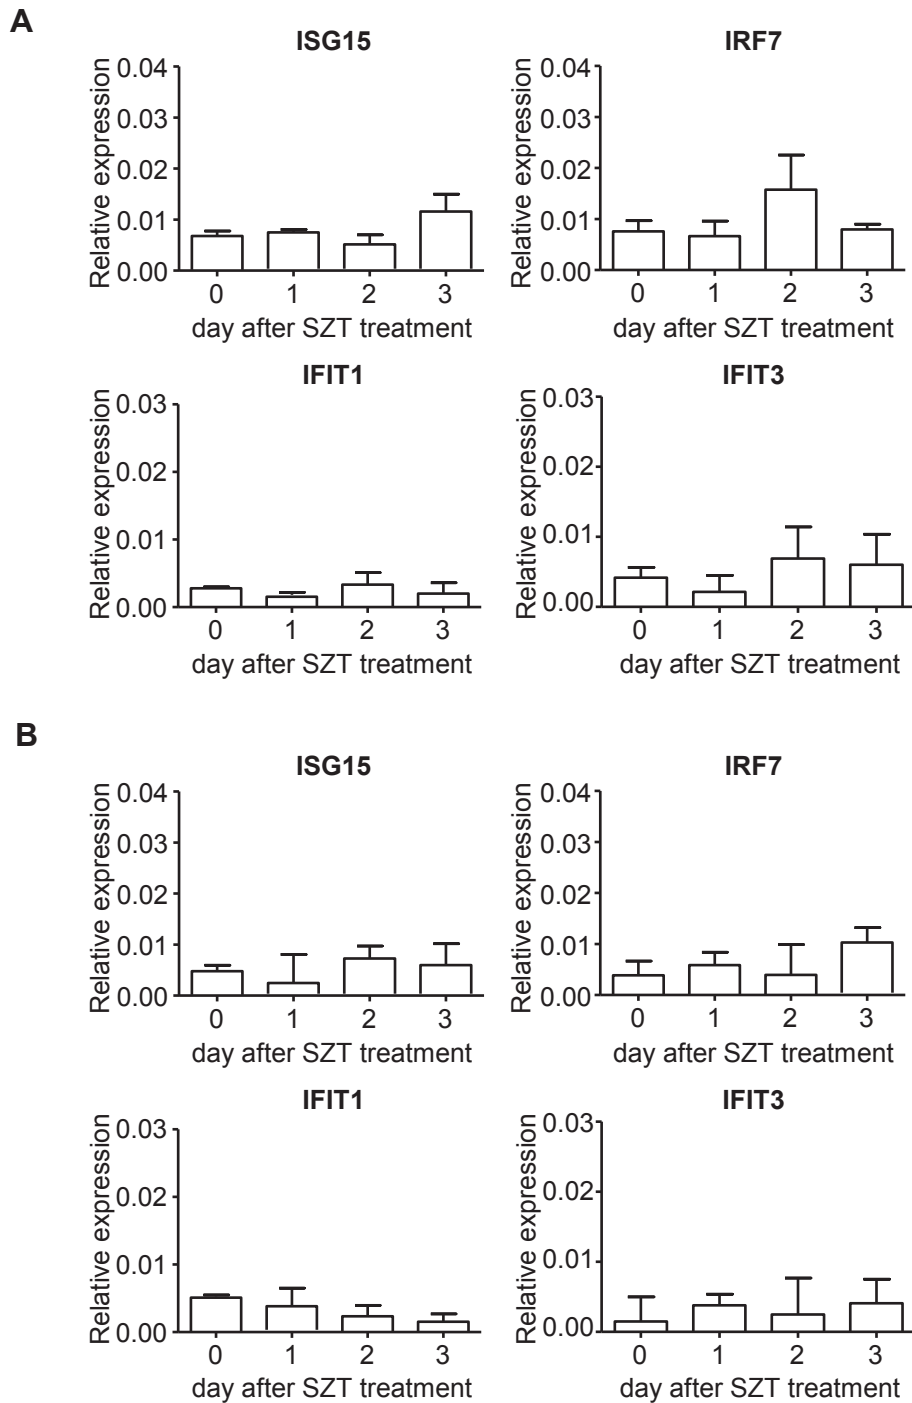 A
ISG15
Relative expression
0.04
0.03
0.02
0.01
0.00
0 1 2 3
day after SZT treatment
IRF7
Relative expression
0.04
0.03
0.02
0.01
0.00
0 1 2 3
day after SZT treatment
IFIT1
Relative expression
0.03
0.02
0.01
0.00
0 1 2 3
day after SZT treatment
IFIT3
Relative expression
0.03
0.02
0.01
0.00
0 1 2 3
day after SZT treatment
B
ISG15
Relative expression
0.04
0.03
0.02
0.01
0.00
0 1 2 3
day after SZT treatment
IRF7
Relative expression
0.04
0.03
0.02
0.01
0.00
0 1 2 3
day after SZT treatment
IFIT1
Relative expression
0.03
0.02
0.01
0.00
0 1 2 3
day after SZT treatment
IFIT3
Relative expression
0.03
0.02
0.01
0.00
0 1 2 3
day after SZT treatment